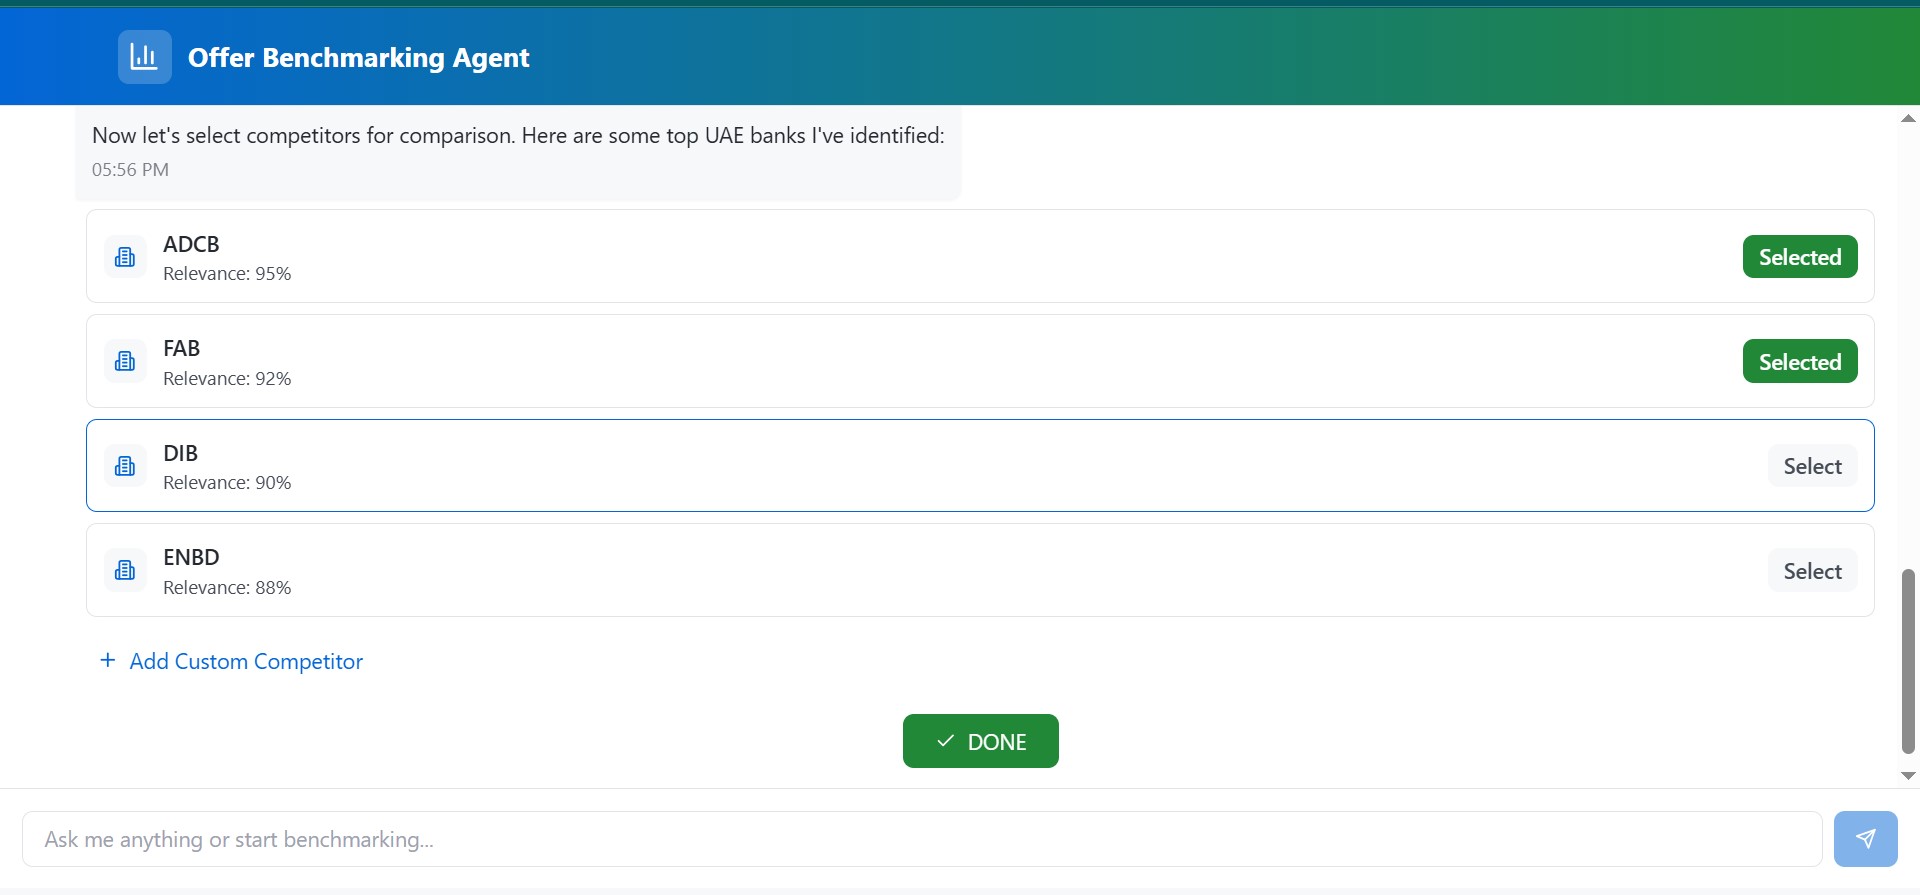 Offer Benchmarking Agent
Now let's select competitors for comparison. Here are some top UAE banks I've identified:
05:56 PM
ADCB
Relevance: 95%
Selected
FAB
Relevance: 92%
Selected
DIB
Relevance: 90%
Select
ENBD
Relevance: 88%
Select
+ Add Custom Competitor
DONE
Ask me anything or start benchmarking...